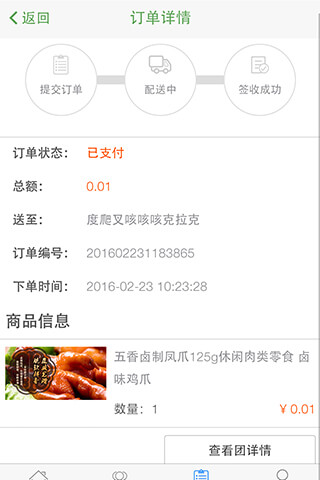 返回
订单详情
提交订单
配送中
签收成功
订单状态： 已支付
总额： 0.01
送至： 度爬叉咳咳咳克拉克
订单编号： 201602231183865
下单时间： 2016-02-23 10:23:28
商品信息
五香卤制凤爪125g休闲肉类零食 卤
味鸡爪
数量：1
¥ 0.01
查看团详情